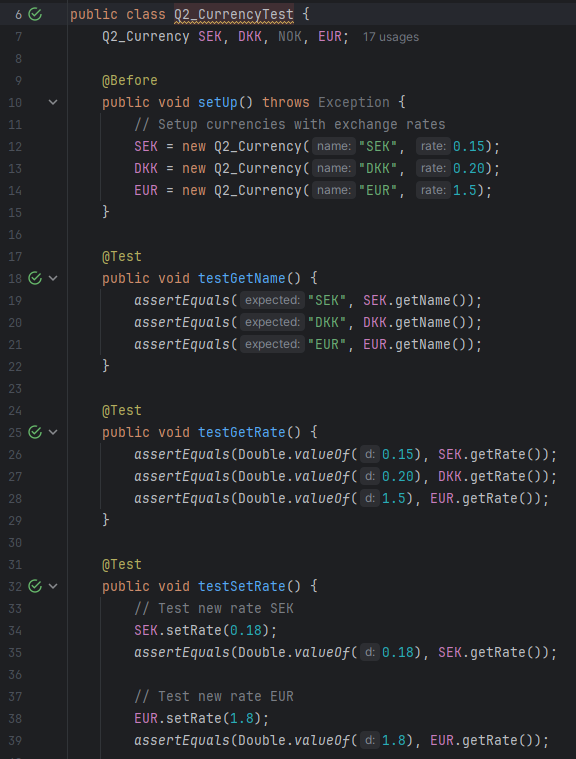 6 public class Q2_CurrencyTest {
7 Q2_Currency SEK, DKK, NOK, EUR; 17 usages
8
9 @Before
10 public void setUp() throws Exception {
11 // Setup currencies with exchange rates
12 SEK = new Q2_Currency( name: "SEK", rate: 0.15);
13 DKK = new Q2_Currency( name: "DKK", rate: 0.20);
14 EUR = new Q2_Currency( name: "EUR", rate: 1.5);
15 }
16
17 @Test
18 public void testGetName() {
19 assertEquals( expected: "SEK", SEK.getName());
20 assertEquals( expected: "DKK", DKK.getName());
21 assertEquals( expected: "EUR", EUR.getName());
22 }
23
24 @Test
25 public void testGetRate() {
26 assertEquals(Double.valueOf( d: 0.15), SEK.getRate());
27 assertEquals(Double.valueOf( d: 0.20), DKK.getRate());
28 assertEquals(Double.valueOf( d: 1.5), EUR.getRate());
29 }
30
31 @Test
32 public void testSetRate() {
33 // Test new rate SEK
34 SEK.setRate(0.18);
35 assertEquals(Double.valueOf( d: 0.18), SEK.getRate());
36
37 // Test new rate EUR
38 EUR.setRate(1.8);
39 assertEquals(Double.valueOf( d: 1.8), EUR.getRate());